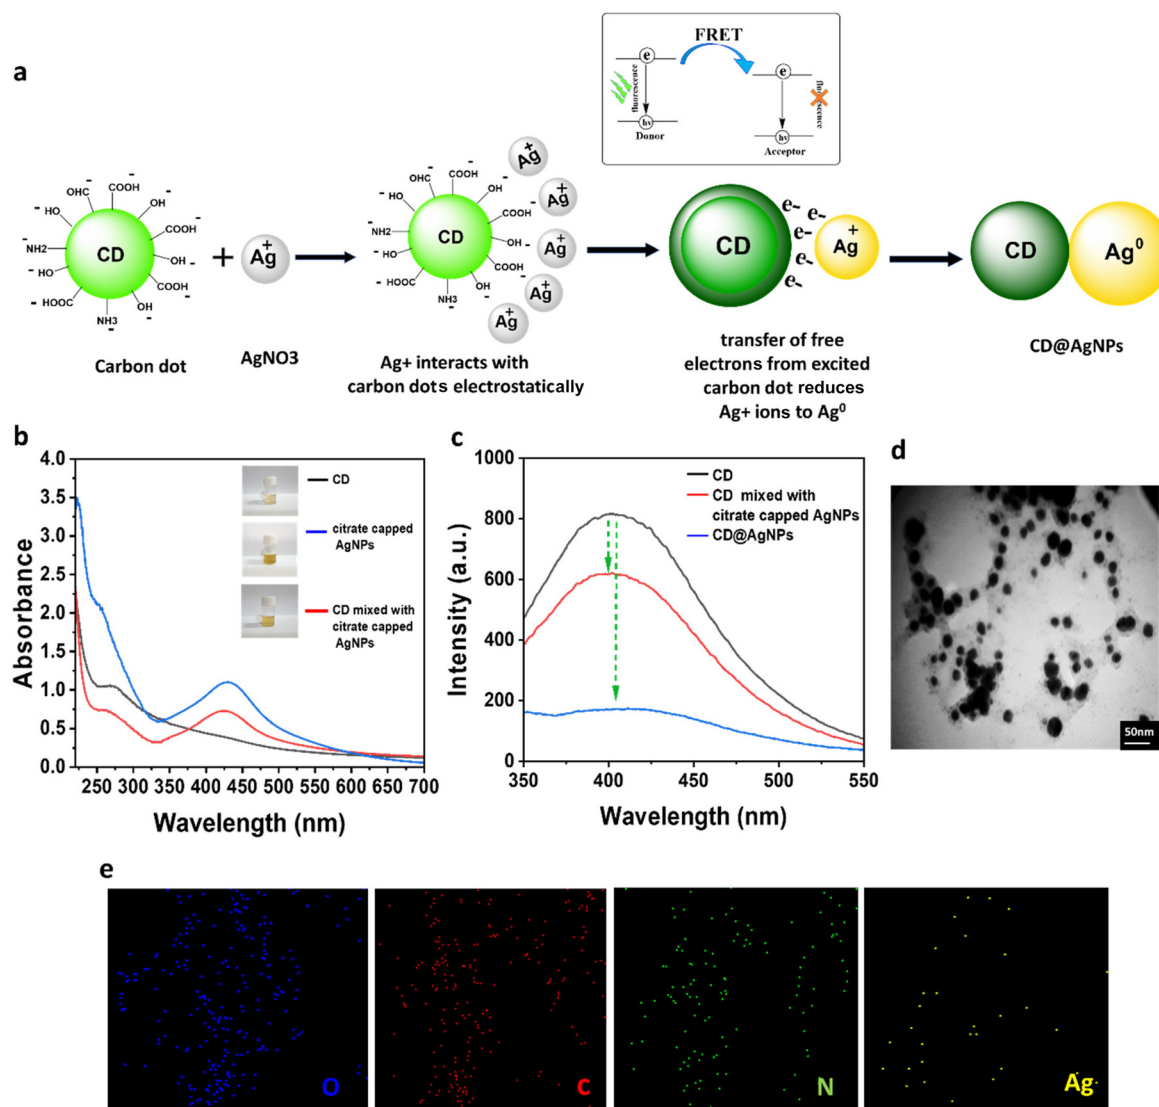 a
FRET
e
e
fluorescence
fluorescence
hv
hv
Donor
Acceptor
OHC
COOH
OH
HO
COOH
NH2
CD
OH
HO
COOH
HOOC
OH
NH3
+
Ag+
OHC
COOH
OH
HO
COOH
NH2
CD
OH
HO
COOH
HOOC
OH
NH3
Ag+
Ag+
Ag+
Ag+
Ag+
CD
e-
e-
e-
e-
e-
Ag+
CD
Ag⁰
Carbon dot
AgNO3
Ag+ interacts with
carbon dots electrostatically
transfer of free
electrons from excited
carbon dot reduces
Ag+ ions to Ag⁰
CD@AgNPs
b
4.0
3.5
3.0
2.5
2.0
1.5
1.0
0.5
0.0
Absorbance
CD
citrate capped
AgNPs
CD mixed with
citrate capped
AgNPs
250 300 350 400 450 500 550 600 650 700
Wavelength (nm)
c
1000
800
600
400
200
0
Intensity (a.u.)
CD
CD mixed with
citrate capped AgNPs
CD@AgNPs
350 400 450 500 550
Wavelength (nm)
d
50nm
e
O
C
N
Ag